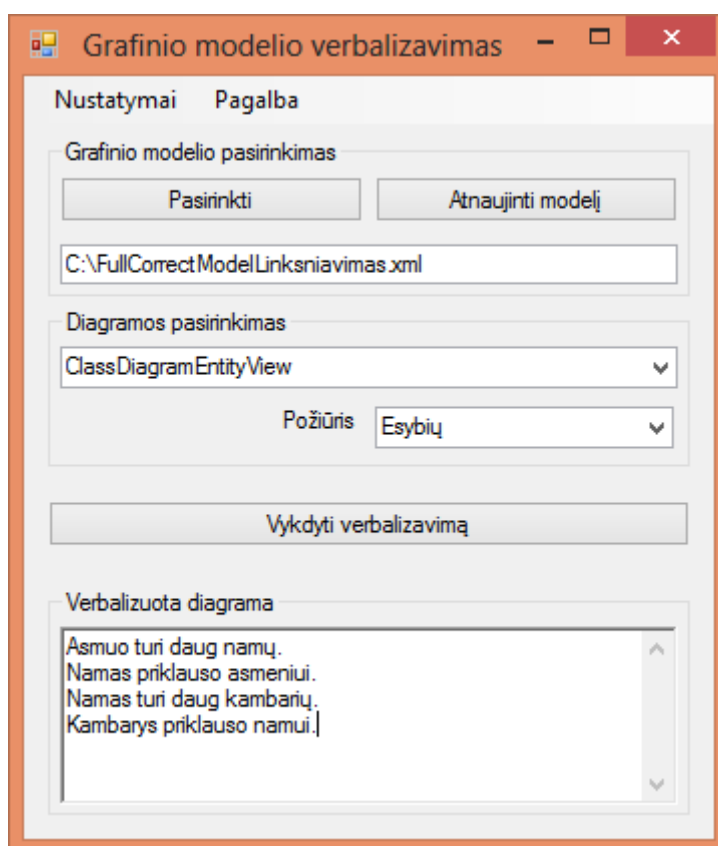 Grafinio modelio verbalizavimas
Nustatymai Pagalba
Grafinio modelio pasirinkimas
Pasirinkti Atnaujinti modelį
C:\FullCorrectModelLinksniavimas.xml
Diagramos pasirinkimas
ClassDiagramEntityView
Požiūris Esybių
Vykdyti verbalizavimą
Verbalizuota diagrama
Asmuo turi daug namų.
Namas priklauso asmeniui.
Namas turi daug kambarių.
Kambarys priklauso namui.